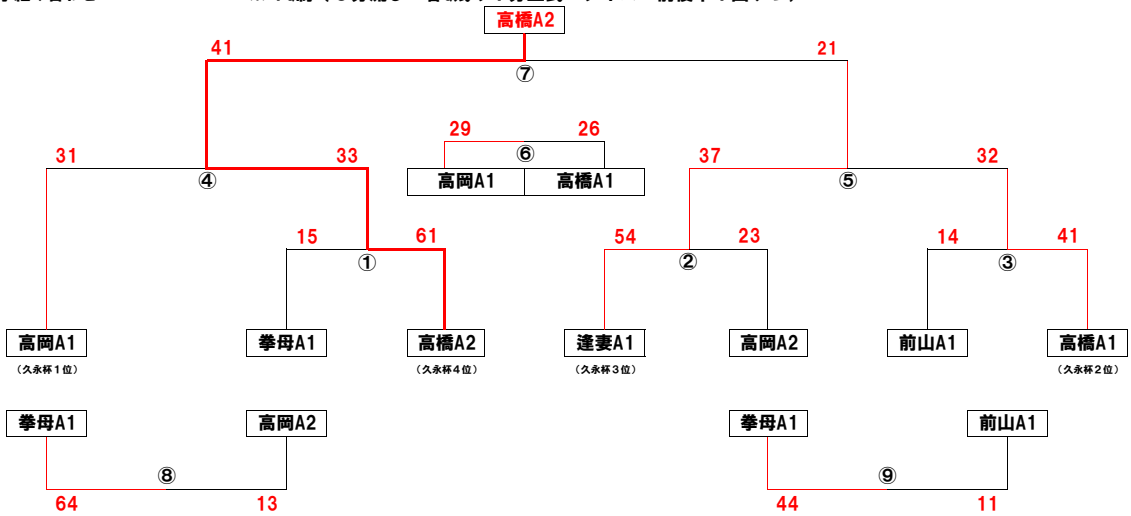 高橋A2
41
21
⑦
29
26
31
33
⑥
37
32
④
高岡A1
高橋A1
⑤
15
61
54
23
14
41
①
②
③
高岡A1
拳母A1
高橋A2
逢妻A1
高岡A2
前山A1
高橋A1
（久永杯１位）
（久永杯４位）
（久永杯３位）
（久永杯２位）
拳母A1
高岡A2
拳母A1
前山A1
⑧
⑨
64
13
44
11